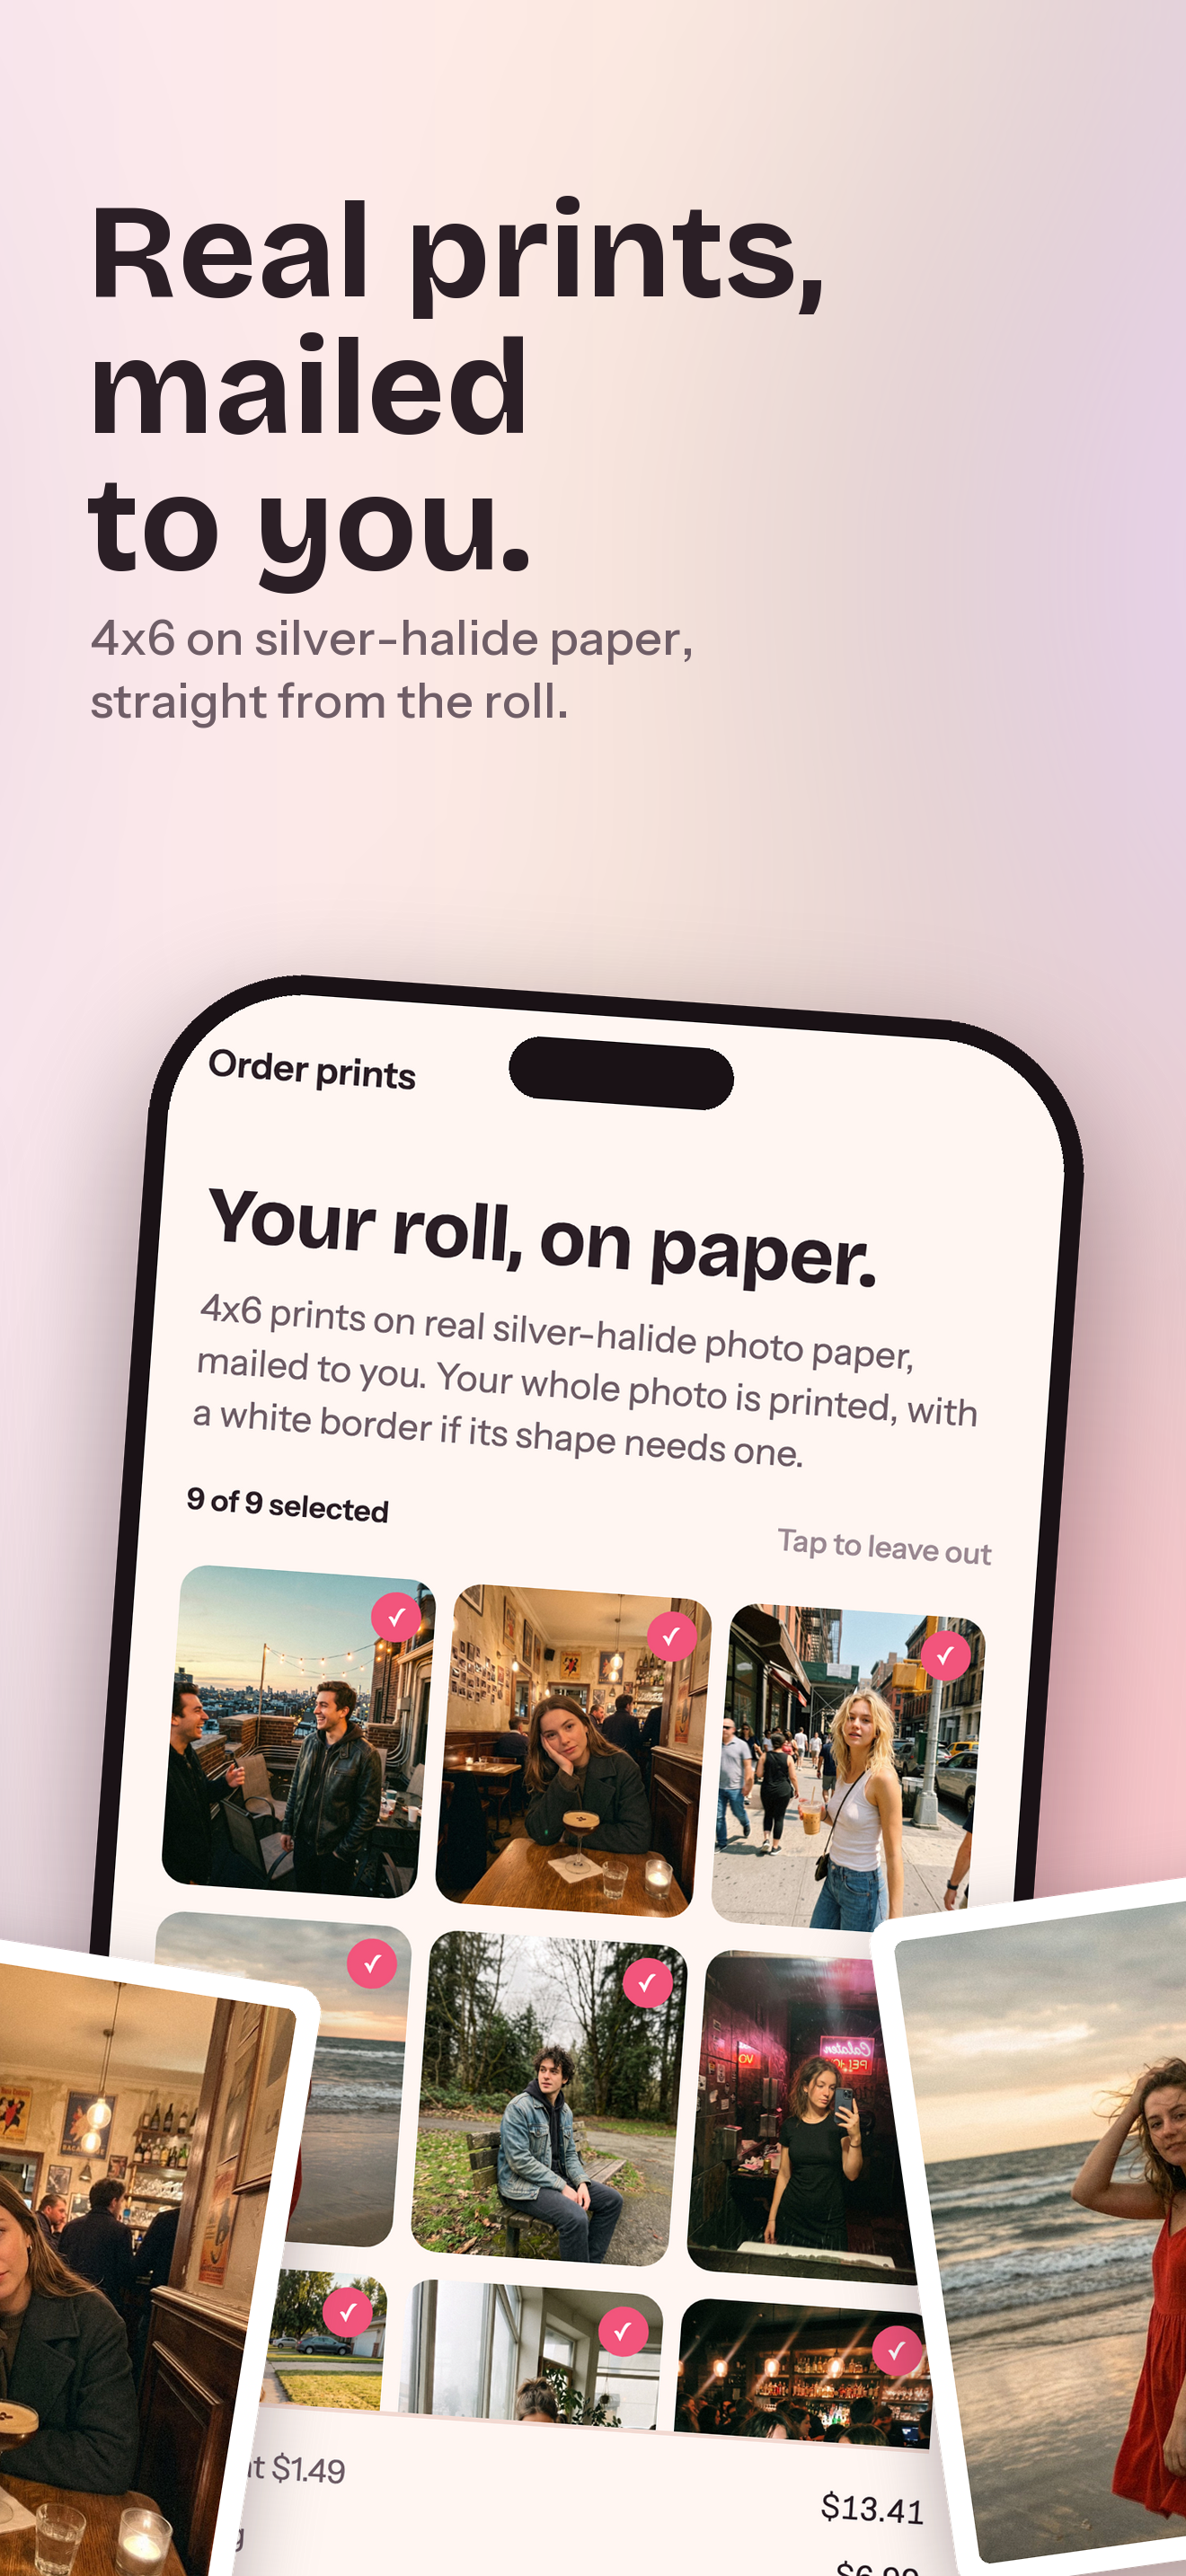 Real prints,
mailed
to you.
4x6 on silver-halide paper,
straight from the roll.
Order prints
Your roll, on paper.
4x6 prints on real silver-halide photo paper,
mailed to you. Your whole photo is printed, with
a white border if its shape needs one.
9 of 9 selected
Tap to leave out
$1.49
$13.41